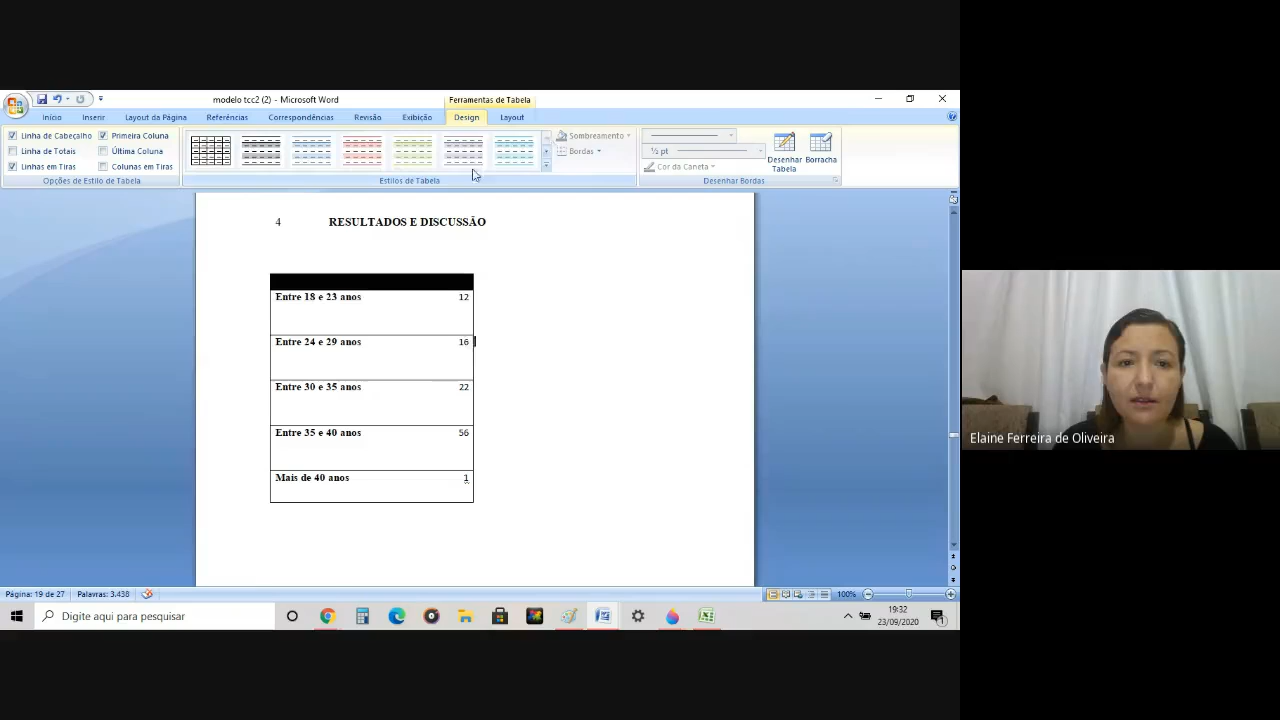 modelo tcc2 (2) - Microsoft Word
Ferramentas de Tabela
Início Inserir Layout da Página Referências Correspondências Revisão Exibição Design Layout
Linha de Cabeçalho Primeira Coluna
Linha de Totais Última Coluna
Linhas em Tiras Colunas em Tiras
Opções de Estilo de Tabela
Estilos de Tabela
Sombreamento
Bordas
½ pt
Cor da Caneta
Desenhar Tabela
Borracha
Desenhar Bordas
4 RESULTADOS E DISCUSSÃO
Entre 18 e 23 anos 12
Entre 24 e 29 anos 16
Entre 30 e 35 anos 22
Entre 35 e 40 anos 56
Mais de 40 anos 1
Elaine Ferreira de Oliveira
Página: 19 de 27 Palavras: 3.438 100%
Digite aqui para pesquisar
19:32
23/09/2020